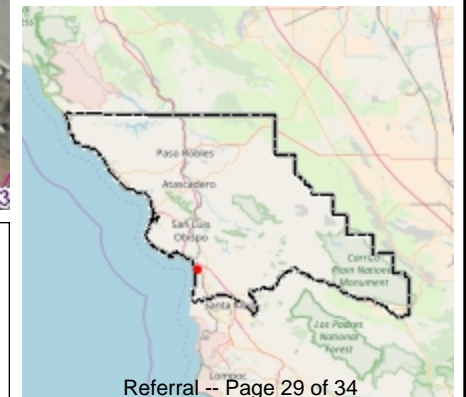 Paso Robles
Atascadero
San Luis
Obispo
Carrizo
Plain National
Monument
Santa
Los Padres
National
Forest
Lompoc
3
Referral -- Page 29 of 34